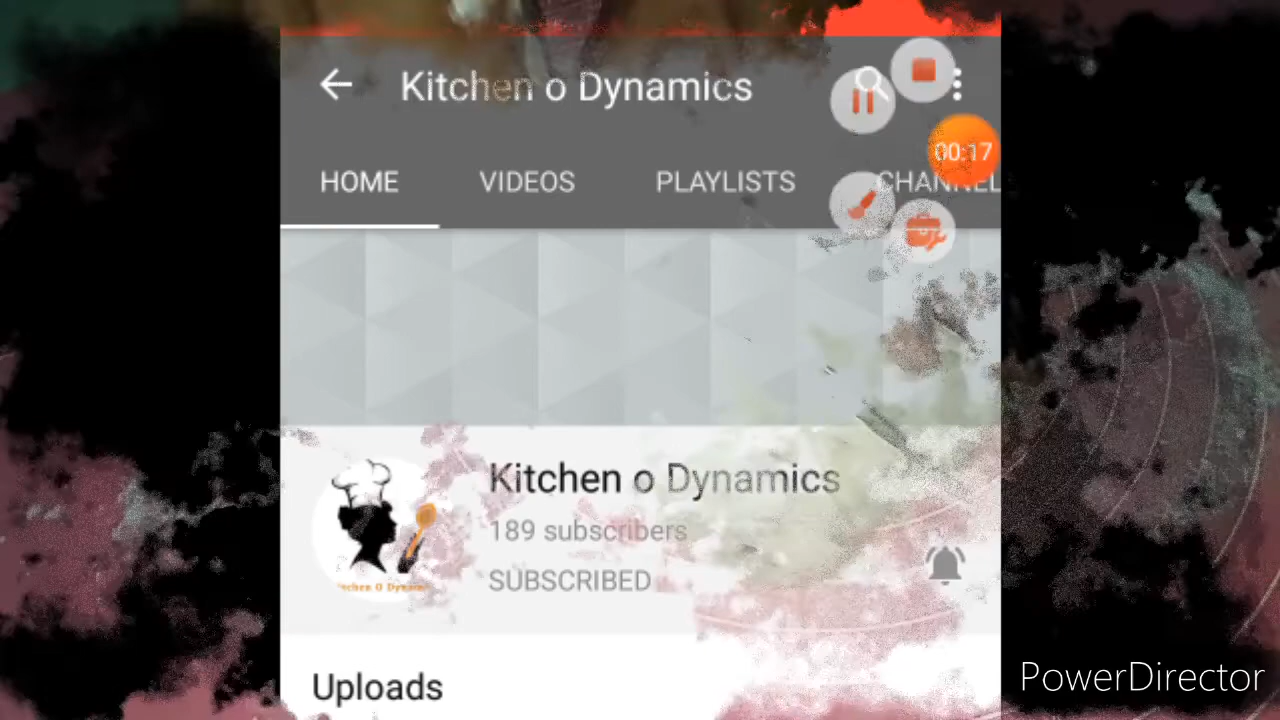 Kitchen o Dynamics
00:17
HOME VIDEOS PLAYLISTS CHANNEL
Kitchen o Dynamics
189 subscribers
SUBSCRIBED
Uploads
PowerDirector